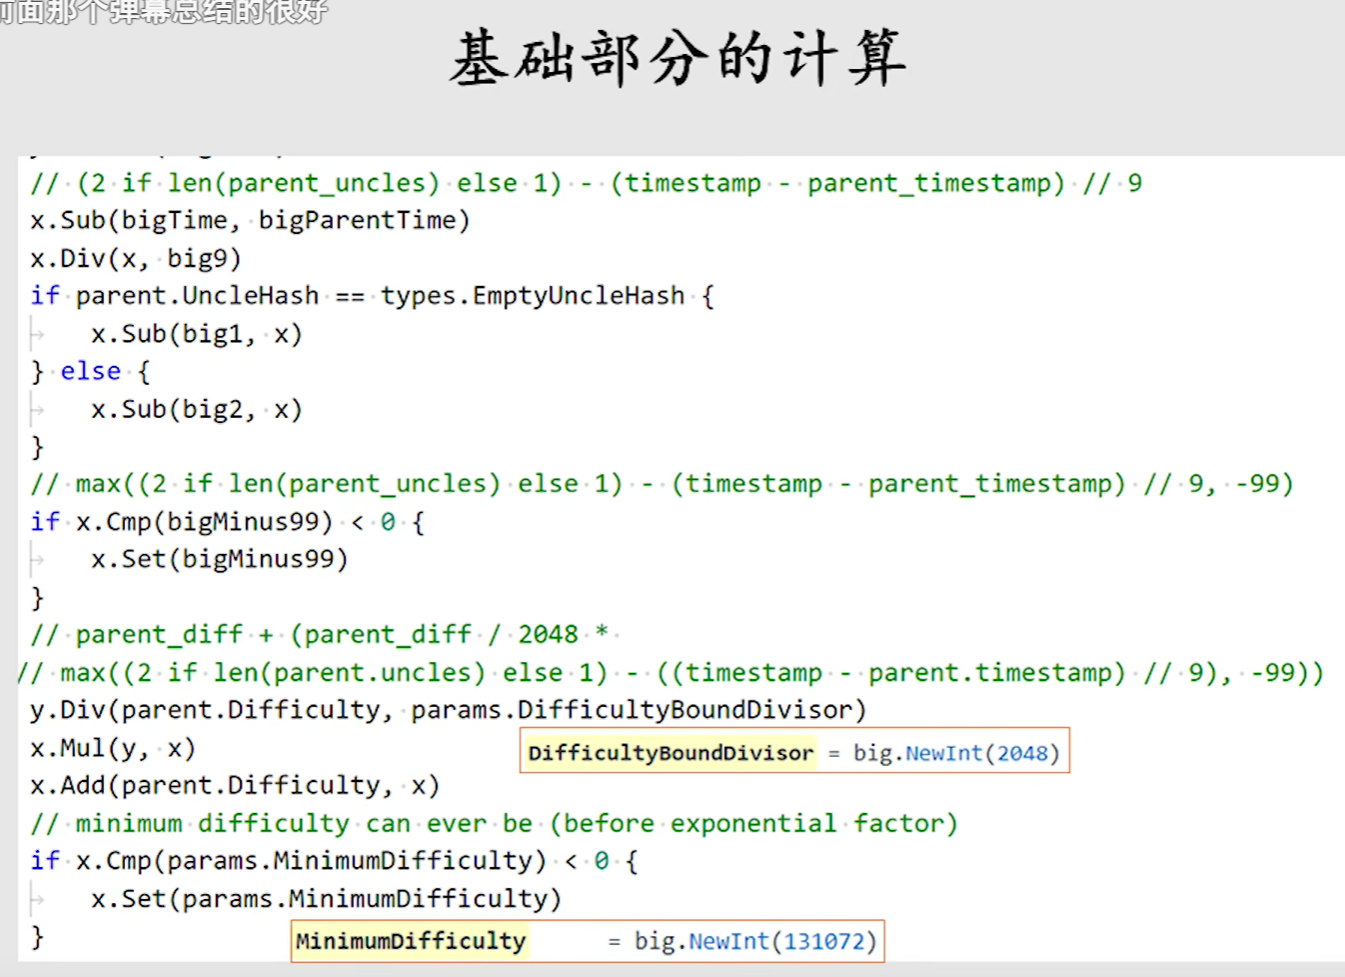 前面那个弹幕总结的很好
基础部分的计算
// (2 if len(parent_uncles) else 1) - (timestamp - parent_timestamp) // 9
x.Sub(bigTime, bigParentTime)
x.Div(x, big9)
if parent.UncleHash == types.EmptyUncleHash {
x.Sub(big1, x)
} else {
x.Sub(big2, x)
}
// max((2 if len(parent_uncles) else 1) - (timestamp - parent_timestamp) // 9, -99)
if x.Cmp(bigMinus99) < 0 {
x.Set(bigMinus99)
}
// parent_diff + (parent_diff / 2048 *
// max((2 if len(parent.uncles) else 1) - ((timestamp - parent.timestamp) // 9), -99))
y.Div(parent.Difficulty, params.DifficultyBoundDivisor)
x.Mul(y, x)
DifficultyBoundDivisor = big.NewInt(2048)
x.Add(parent.Difficulty, x)
// minimum difficulty can ever be (before exponential factor)
if x.Cmp(params.MinimumDifficulty) < 0 {
x.Set(params.MinimumDifficulty)
}
MinimumDifficulty = big.NewInt(131072)